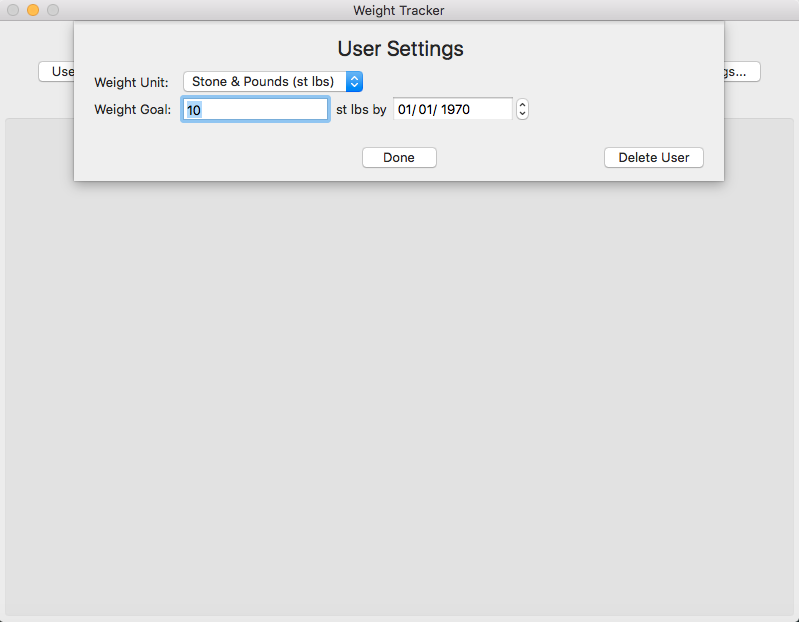 Weight Tracker
User Settings
Use
gs...
Weight Unit: Stone & Pounds (st lbs)
Weight Goal: 10 st lbs by 01/01/1970
Done Delete User